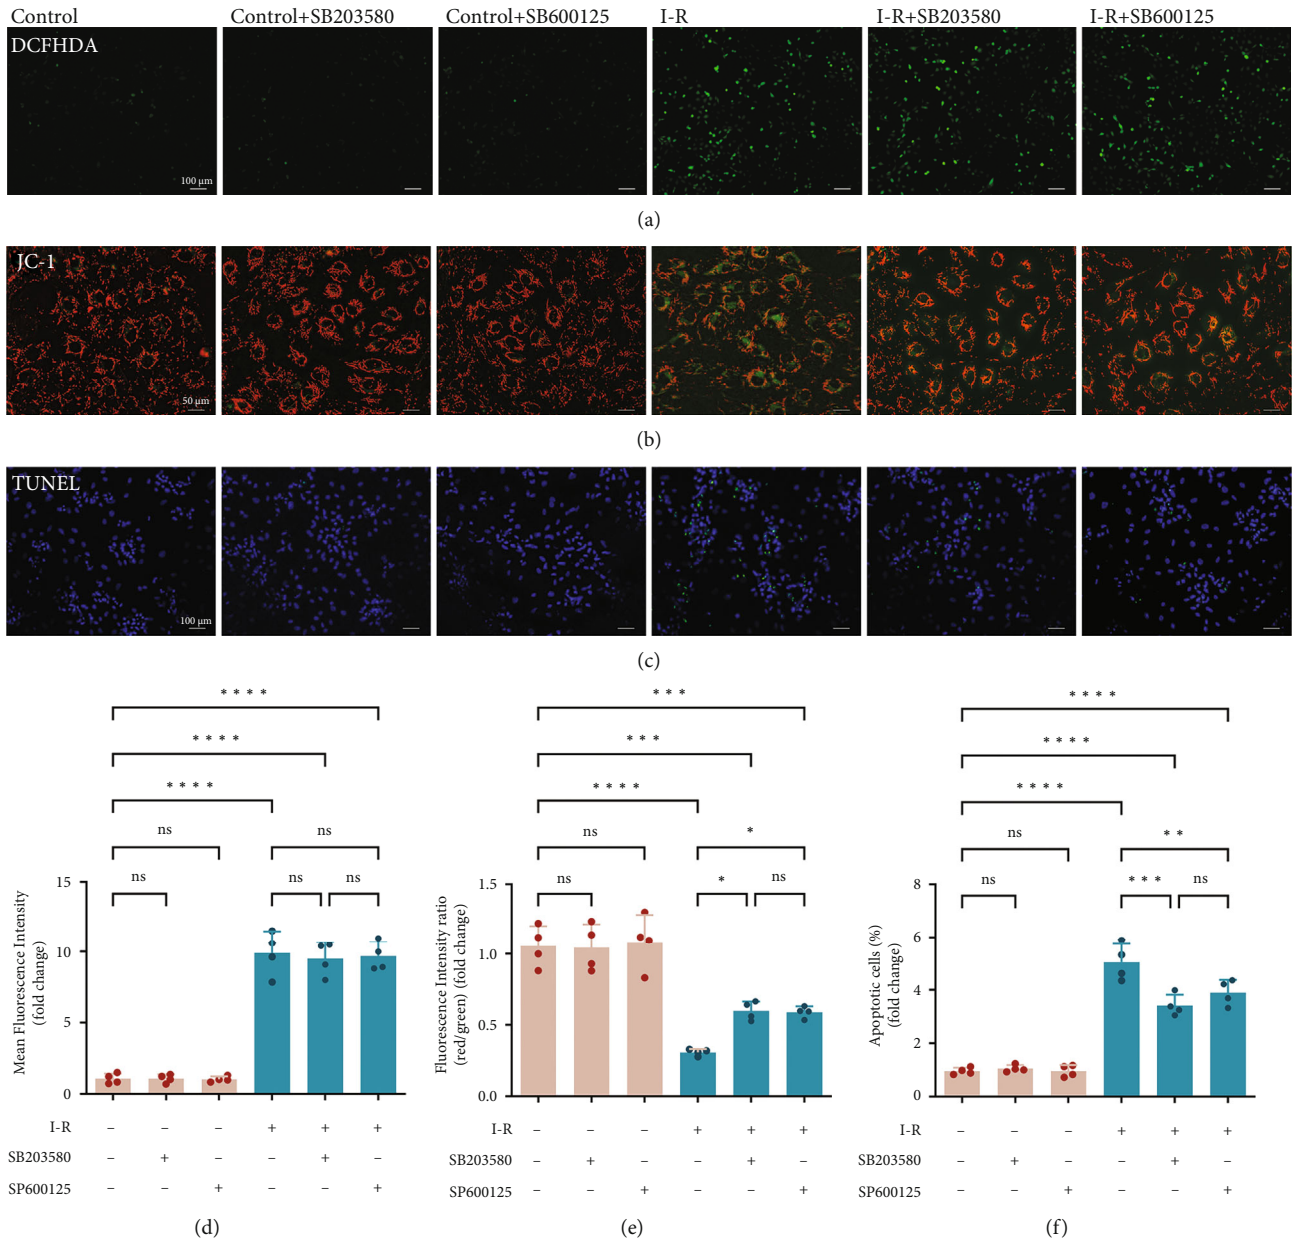 Control Control+SB203580 Control+SB600125 I-R I-R+SB203580 I-R+SB600125
DCFHDA
100 µm
(a)
JC-1
50 µm
(b)
TUNEL
100 µm
(c)
* * * *
* * * *
* * * *
ns ns
ns ns ns
Mean Fluorescence Intensity
(fold change)
15
10
5
0
I-R – – – + + +
SB203580 – + – – + –
SP600125 – – + – – +
(d)
* * *
* * *
* * * *
ns *
ns * ns
Fluorescence Intensity ratio
(red/green) (fold change)
1.5
1.0
0.5
0.0
I-R – – – + + +
SB203580 – + – – + –
SP600125 – – + – – +
(e)
* * * *
* * * *
* * * *
ns * *
ns * * * ns
Apoptotic cells (%)
(fold change)
8
6
4
2
0
I-R – – – + + +
SB203580 – + – – + –
SP600125 – – + – – +
(f)